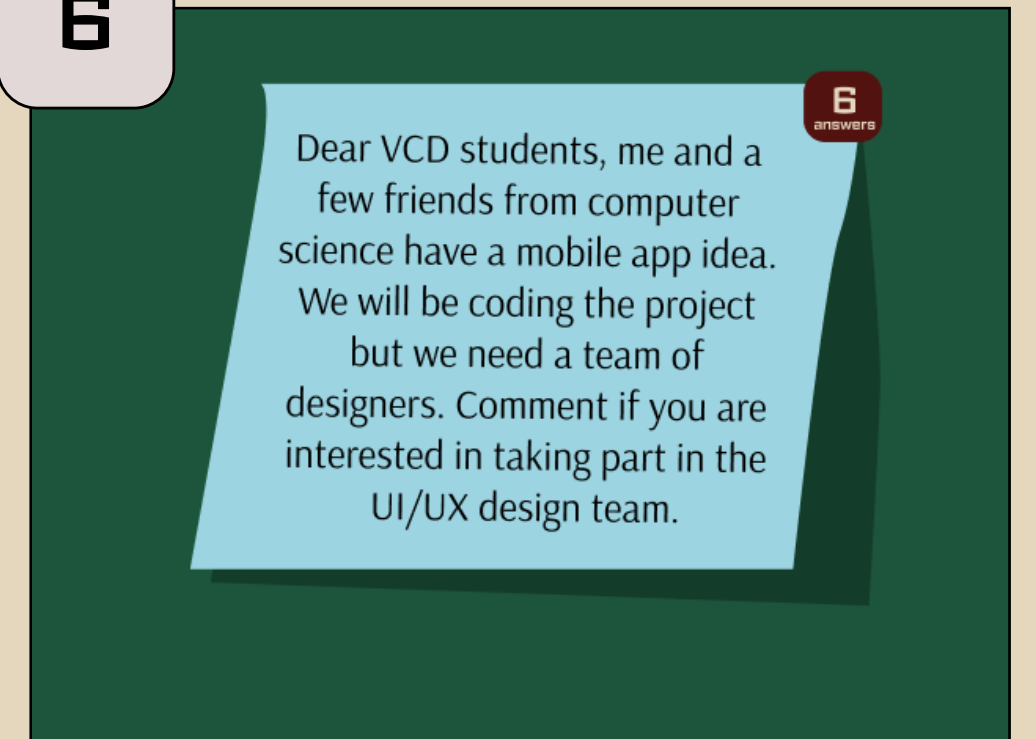 6
6
answers
Dear VCD students, me and a
few friends from computer
science have a mobile app idea.
We will be coding the project
but we need a team of
designers. Comment if you are
interested in taking part in the
UI/UX design team.